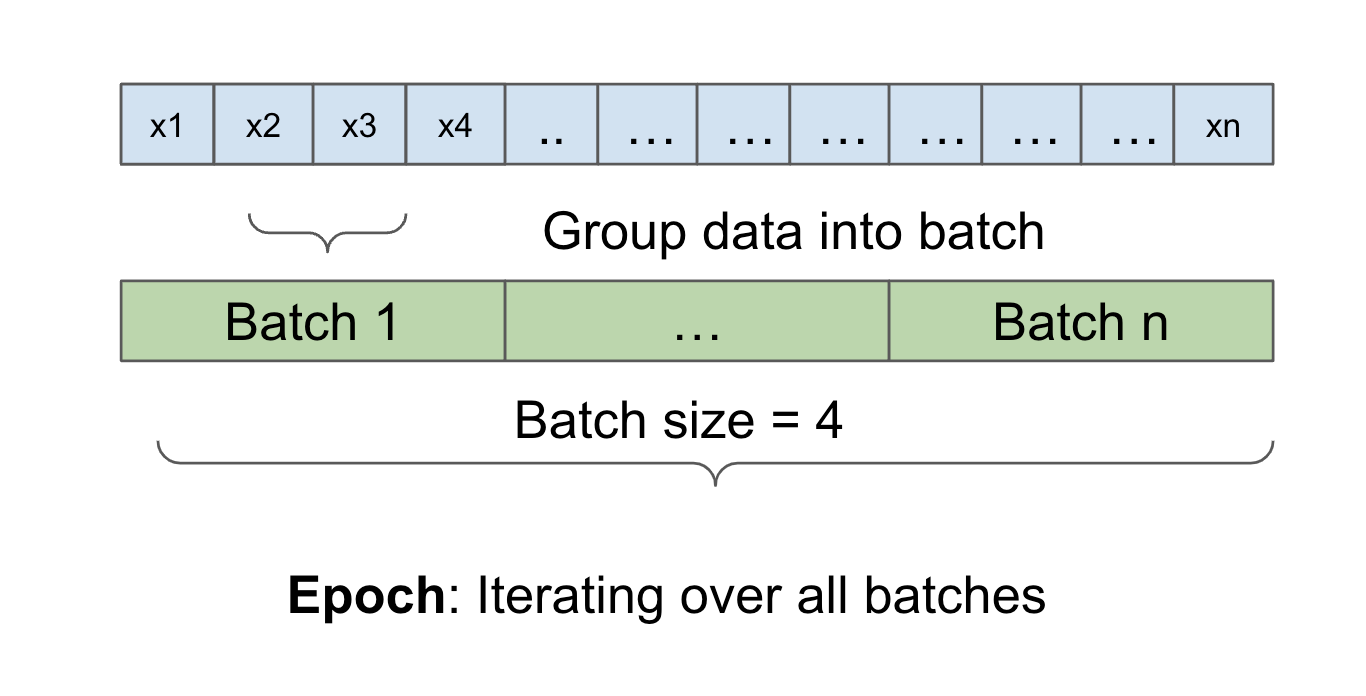 x1 x2 x3 x4 .. ... ... ... ... ... ... xn
Group data into batch
Batch 1 ... Batch n
Batch size = 4
Epoch: Iterating over all batches